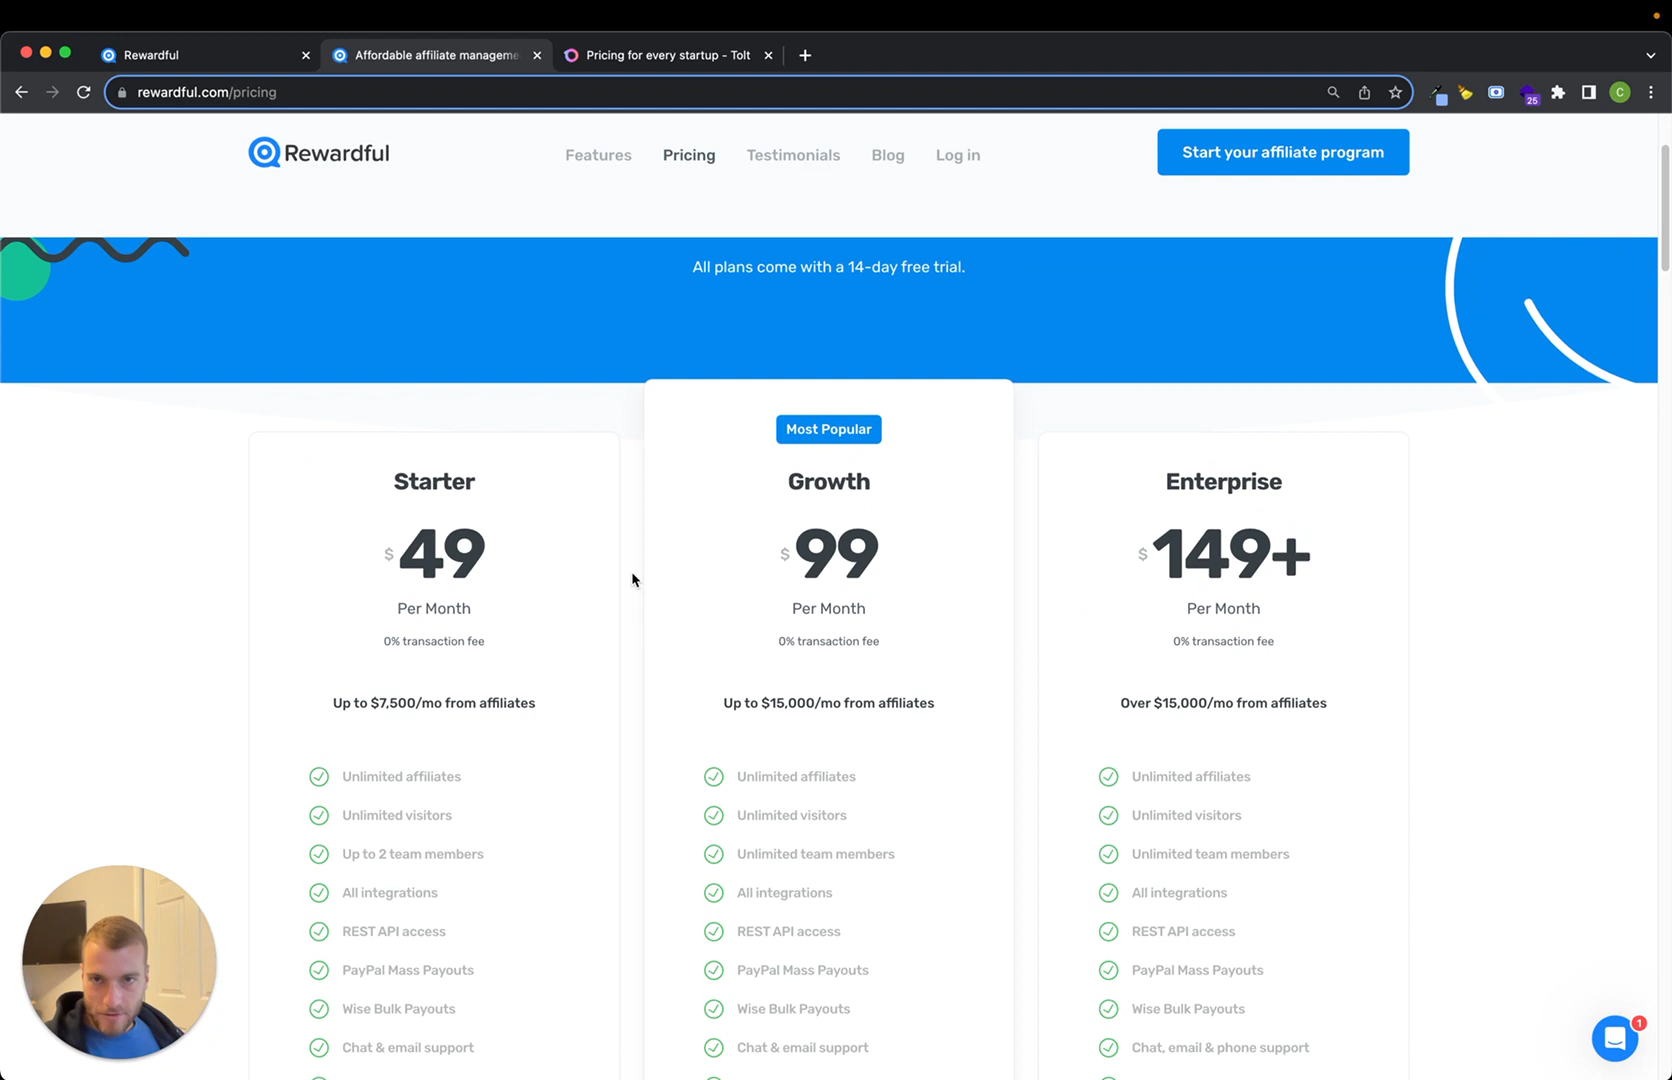 Rewardful
Affordable affiliate manageme
Pricing for every startup - Tolt
rewardful.com/pricing
25
C
Rewardful
Features
Pricing
Testimonials
Blog
Log in
Start your affiliate program
All plans come with a 14-day free trial.
Starter
$49
Per Month
0% transaction fee
Up to $7,500/mo from affiliates
Unlimited affiliates
Unlimited visitors
Up to 2 team members
All integrations
REST API access
PayPal Mass Payouts
Wise Bulk Payouts
Chat & email support
Most Popular
Growth
$99
Per Month
0% transaction fee
Up to $15,000/mo from affiliates
Unlimited affiliates
Unlimited visitors
Unlimited team members
All integrations
REST API access
PayPal Mass Payouts
Wise Bulk Payouts
Chat & email support
Enterprise
$149+
Per Month
0% transaction fee
Over $15,000/mo from affiliates
Unlimited affiliates
Unlimited visitors
Unlimited team members
All integrations
REST API access
PayPal Mass Payouts
Wise Bulk Payouts
Chat, email & phone support
1